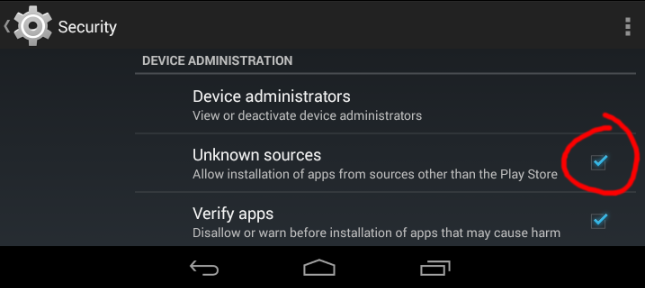 Security
DEVICE ADMINISTRATION
Device administrators
View or deactivate device administrators
Unknown sources
Allow installation of apps from sources other than the Play Store
Verify apps
Disallow or warn before installation of apps that may cause harm